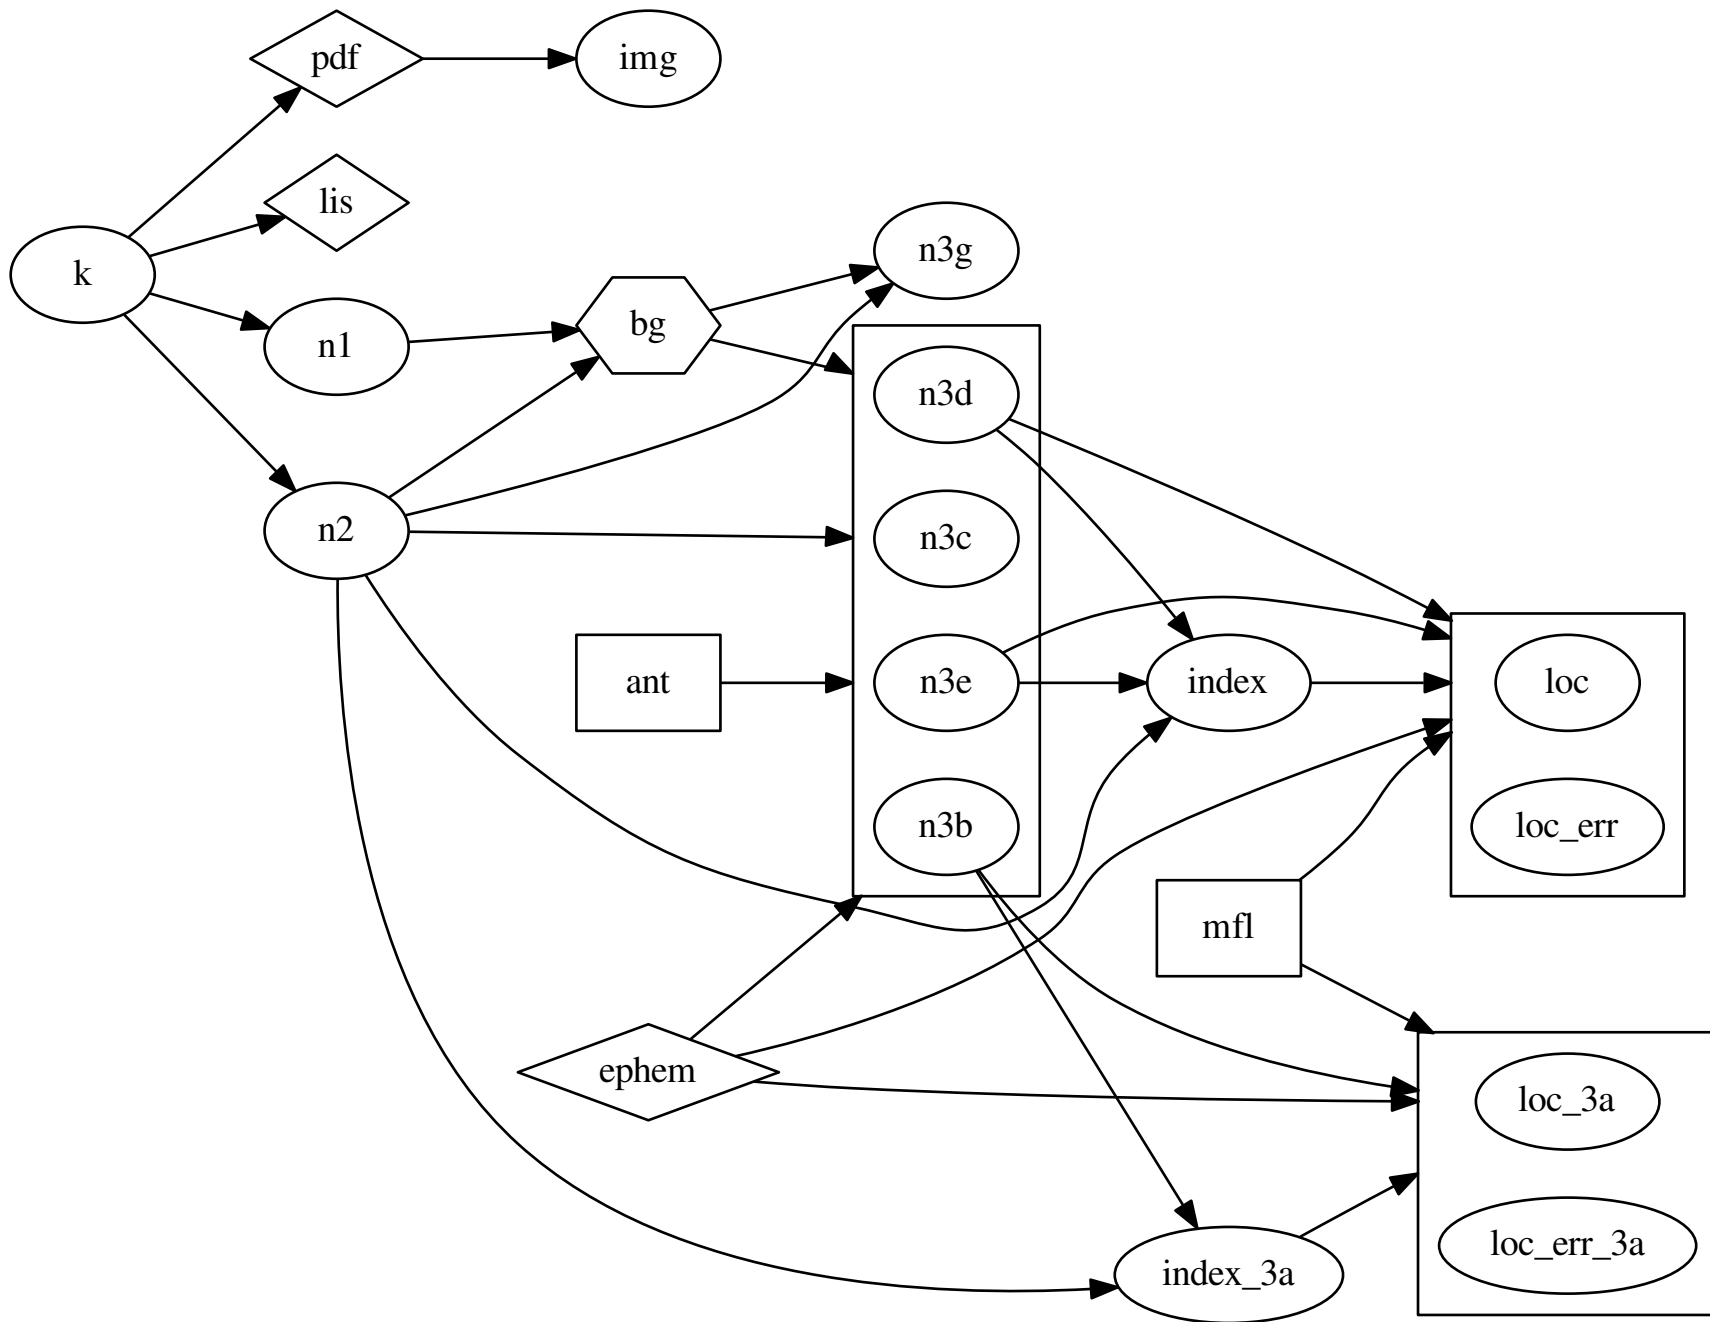 pdf
img
lis
k
n3g
n1
bg
n3d
n2
n3c
ant
n3e
index
loc
n3b
loc_err
mfl
ephem
loc_3a
index_3a
loc_err_3a